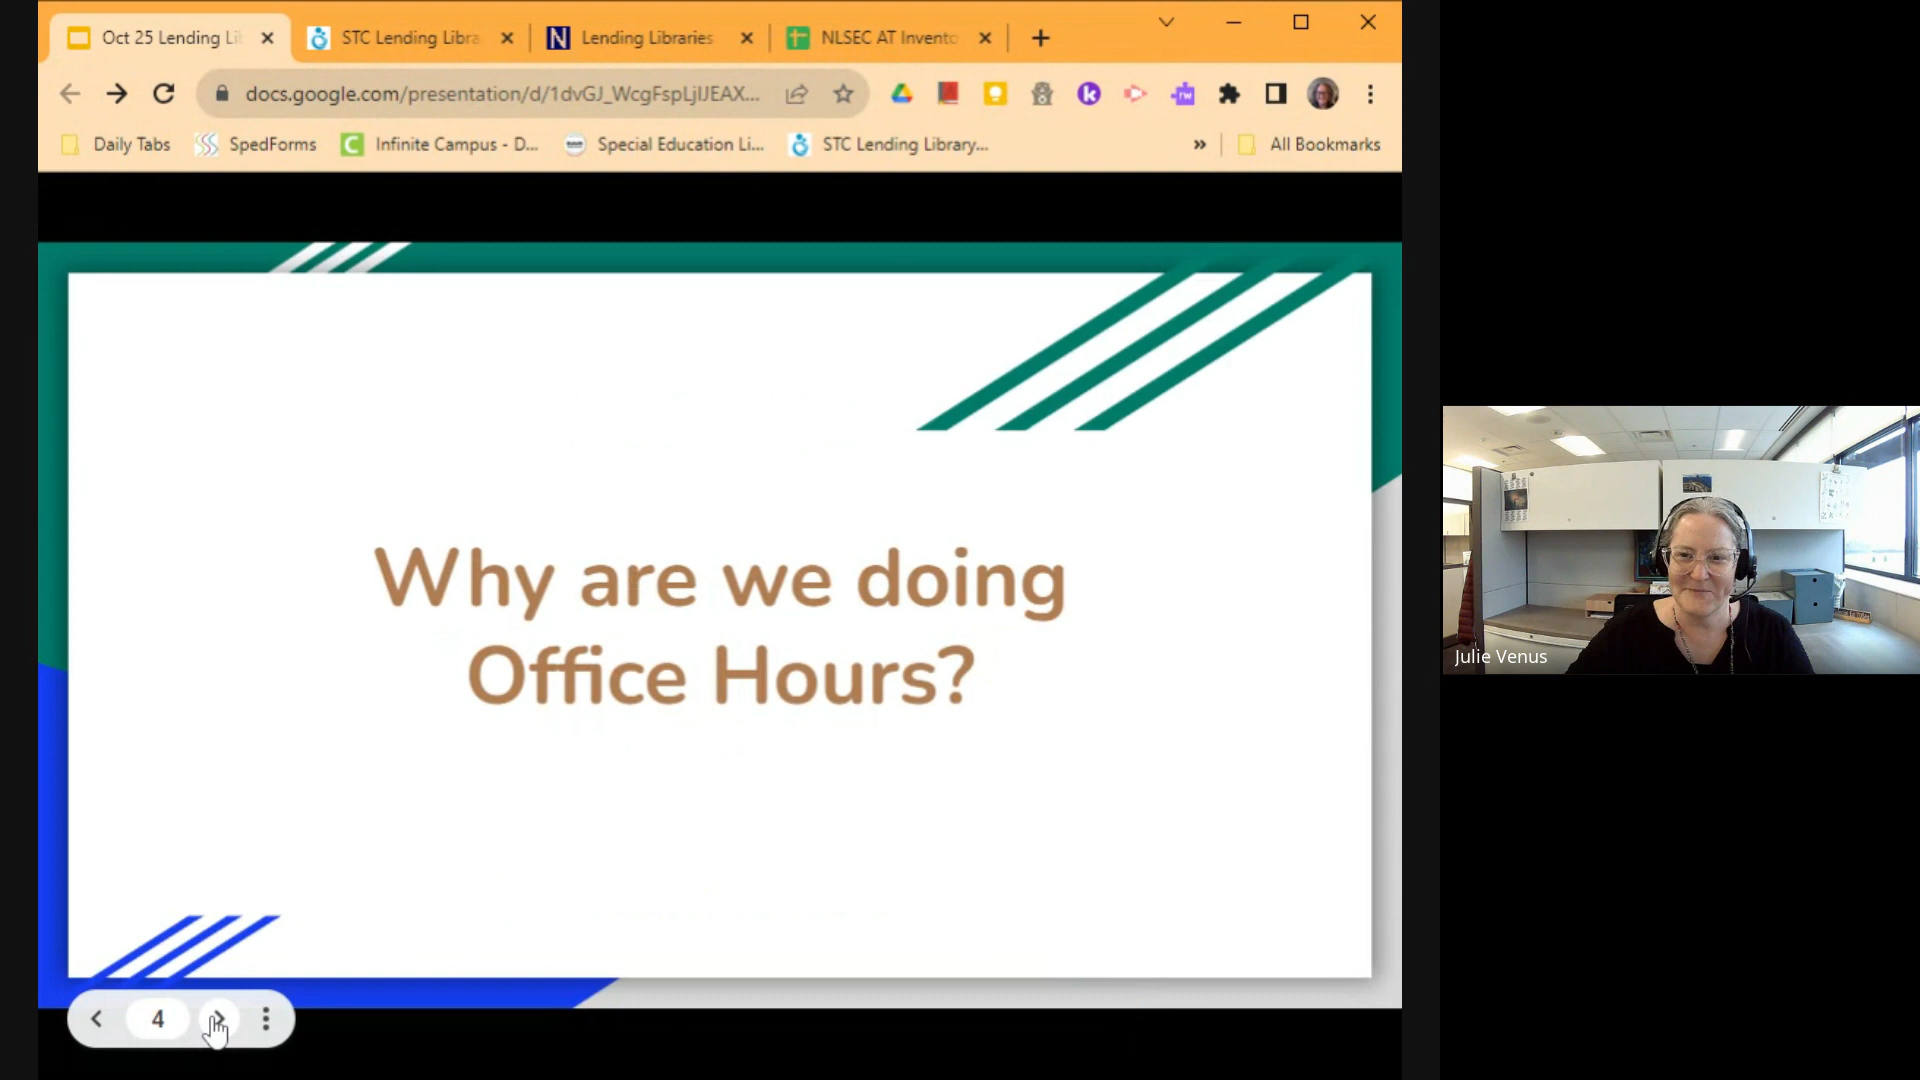 Oct 25 Lending Li
STC Lending Libra
Lending Libraries
NLSEC AT Invento
docs.google.com/presentation/d/1dvGJ_WcgFspLjIJEAX...
Daily Tabs
SpedForms
Infinite Campus - D...
Special Education Li...
STC Lending Library...
All Bookmarks
Why are we doing
Office Hours?
4
Julie Venus